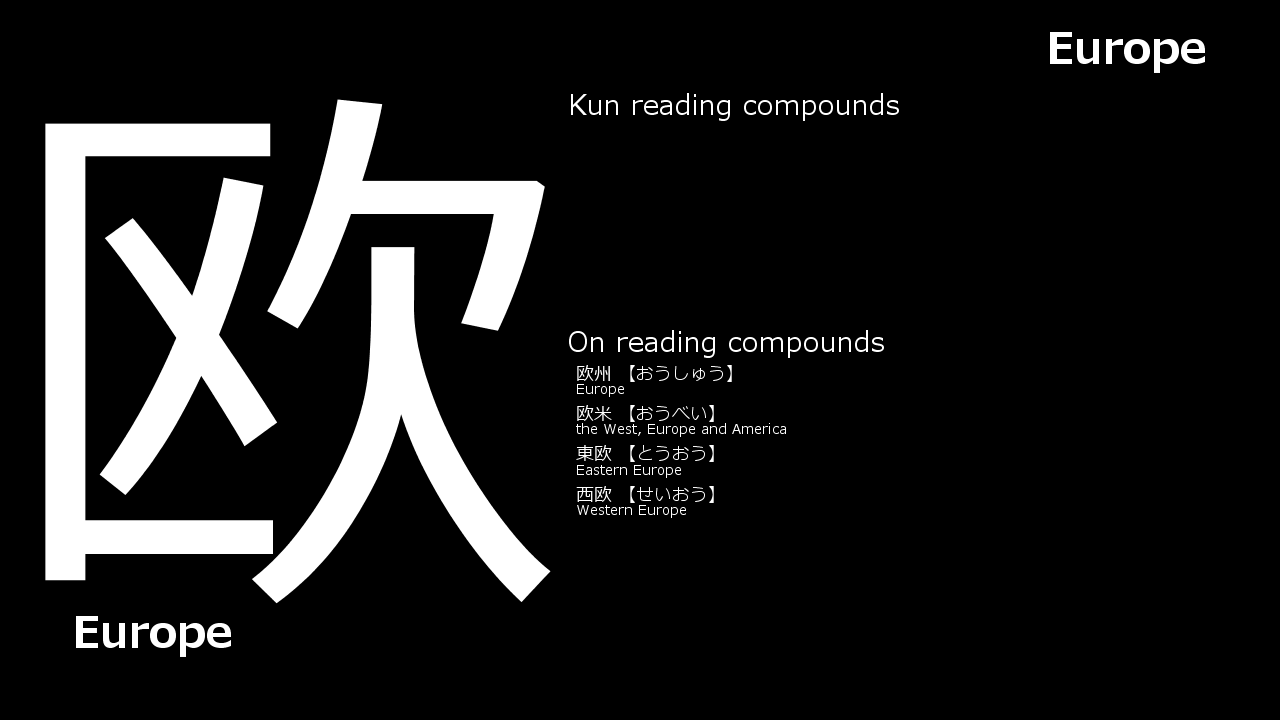 Europe
欧
Kun reading compounds
On reading compounds
欧州 【おうしゅう】
Europe
欧米 【おうべい】
the West, Europe and America
東欧 【とうおう】
Eastern Europe
西欧 【せいおう】
Western Europe
Europe